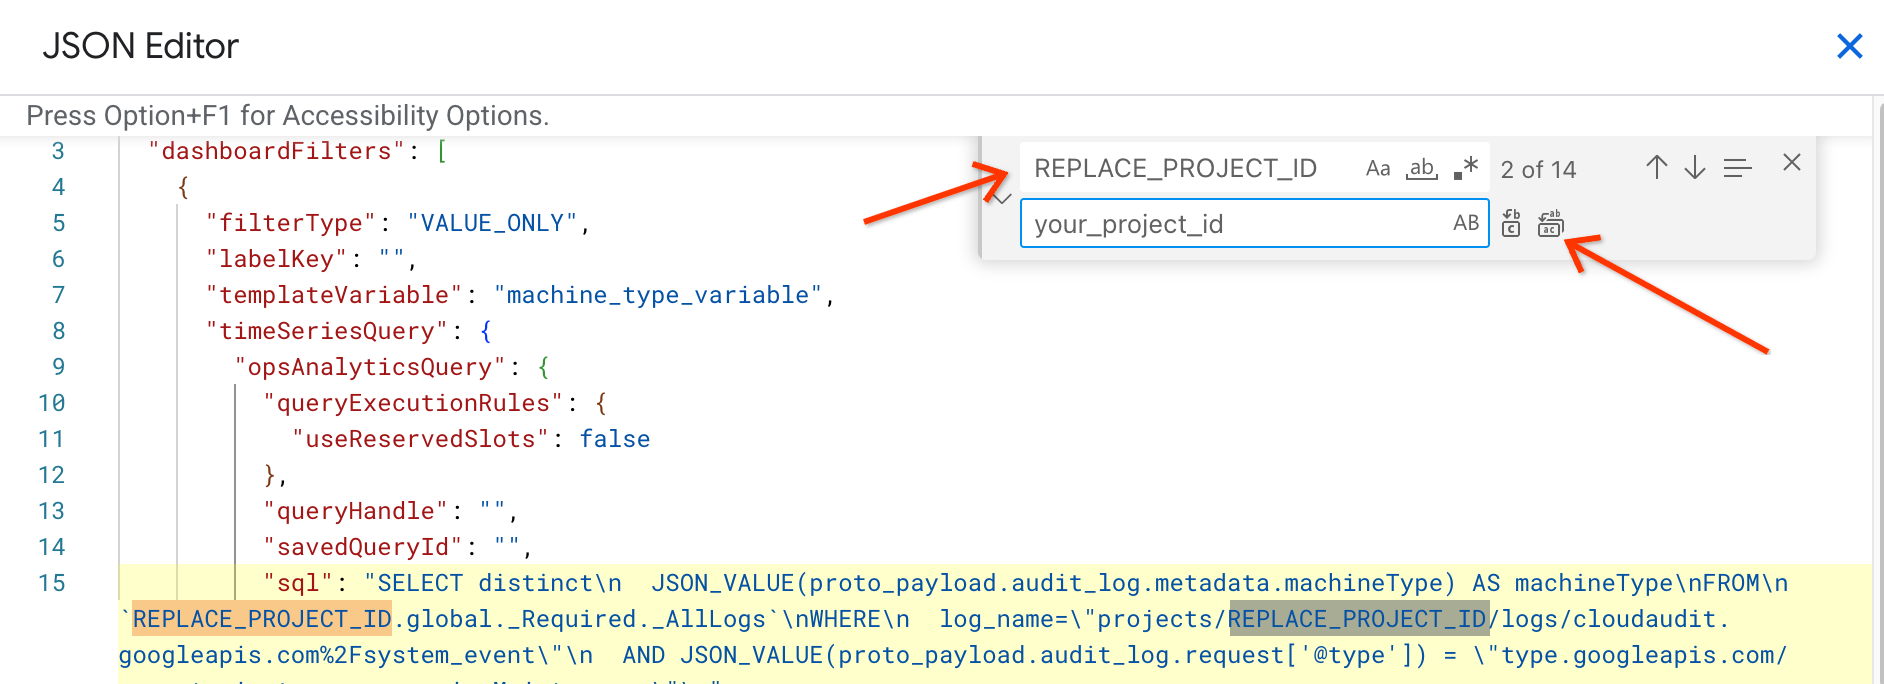 JSON Editor
Press Option+F1 for Accessibility Options.
REPLACE_PROJECT_ID Aa ab .* 2 of 14
your_project_id AB
3 "dashboardFilters": [
4 {
5 "filterType": "VALUE_ONLY",
6 "labelKey": "",
7 "templateVariable": "machine_type_variable",
8 "timeSeriesQuery": {
9 "opsAnalyticsQuery": {
10 "queryExecutionRules": {
11 "useReservedSlots": false
12 },
13 "queryHandle": "",
14 "savedQueryId": "",
15 "sql": "SELECT distinct\n  JSON_VALUE(proto_payload.audit_log.metadata.machineType) AS machineType\nFROM\n
`REPLACE_PROJECT_ID.global._Required._AllLogs`\nWHERE\n  log_name=\"projects/REPLACE_PROJECT_ID/logs/cloudaudit.
googleapis.com%2Fsystem_event\"\n  AND JSON_VALUE(proto_payload.audit_log.request['@type']) = \"type.googleapis.com/